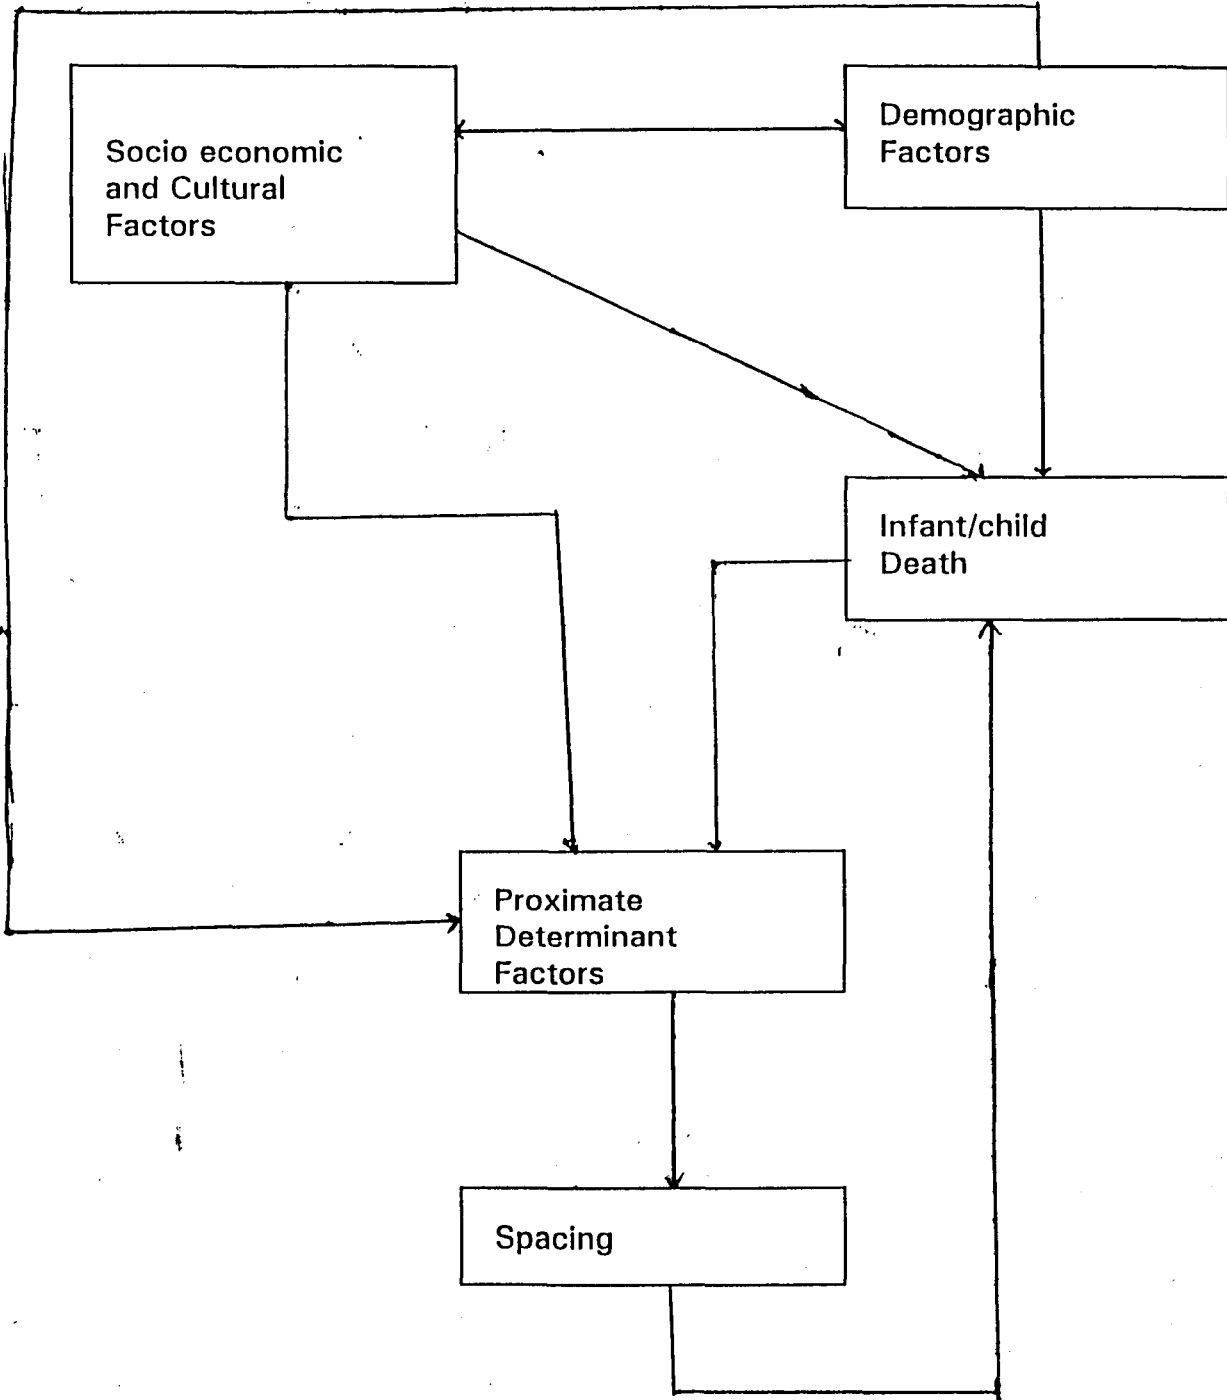 Socio economic
and Cultural
Factors
Demographic
Factors
Infant/child
Death
Proximate
Determinant
Factors
Spacing